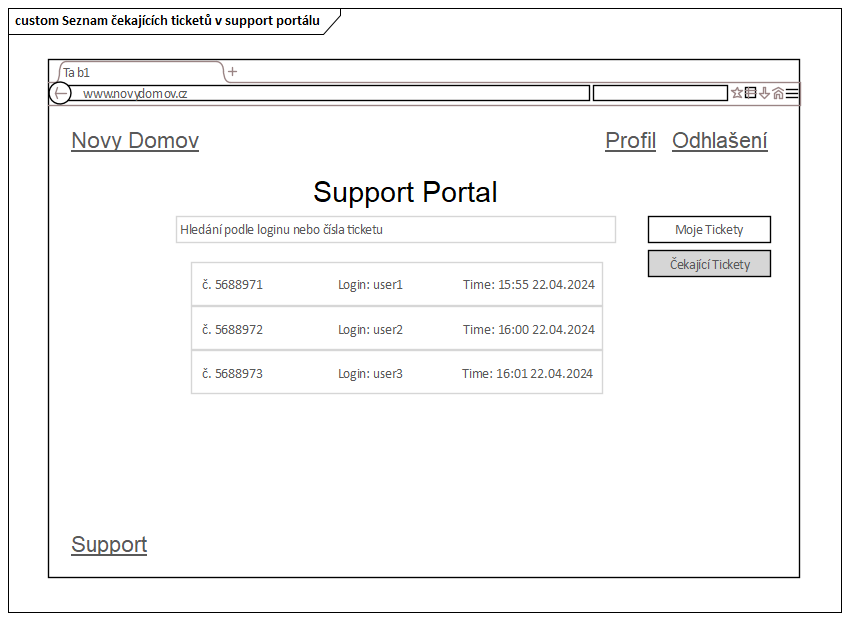 custom Seznam čekajících ticketů v support portálu
Tab1
www.novydomov.cz
Novy Domov
Profil
Odhlašení
Support Portal
Hledání podle loginu nebo čísla ticketu
Moje Tickety
Čekající Tickety
č. 5688971 Login: user1 Time: 15:55 22.04.2024
č. 5688972 Login: user2 Time: 16:00 22.04.2024
č. 5688973 Login: user3 Time: 16:01 22.04.2024
Support